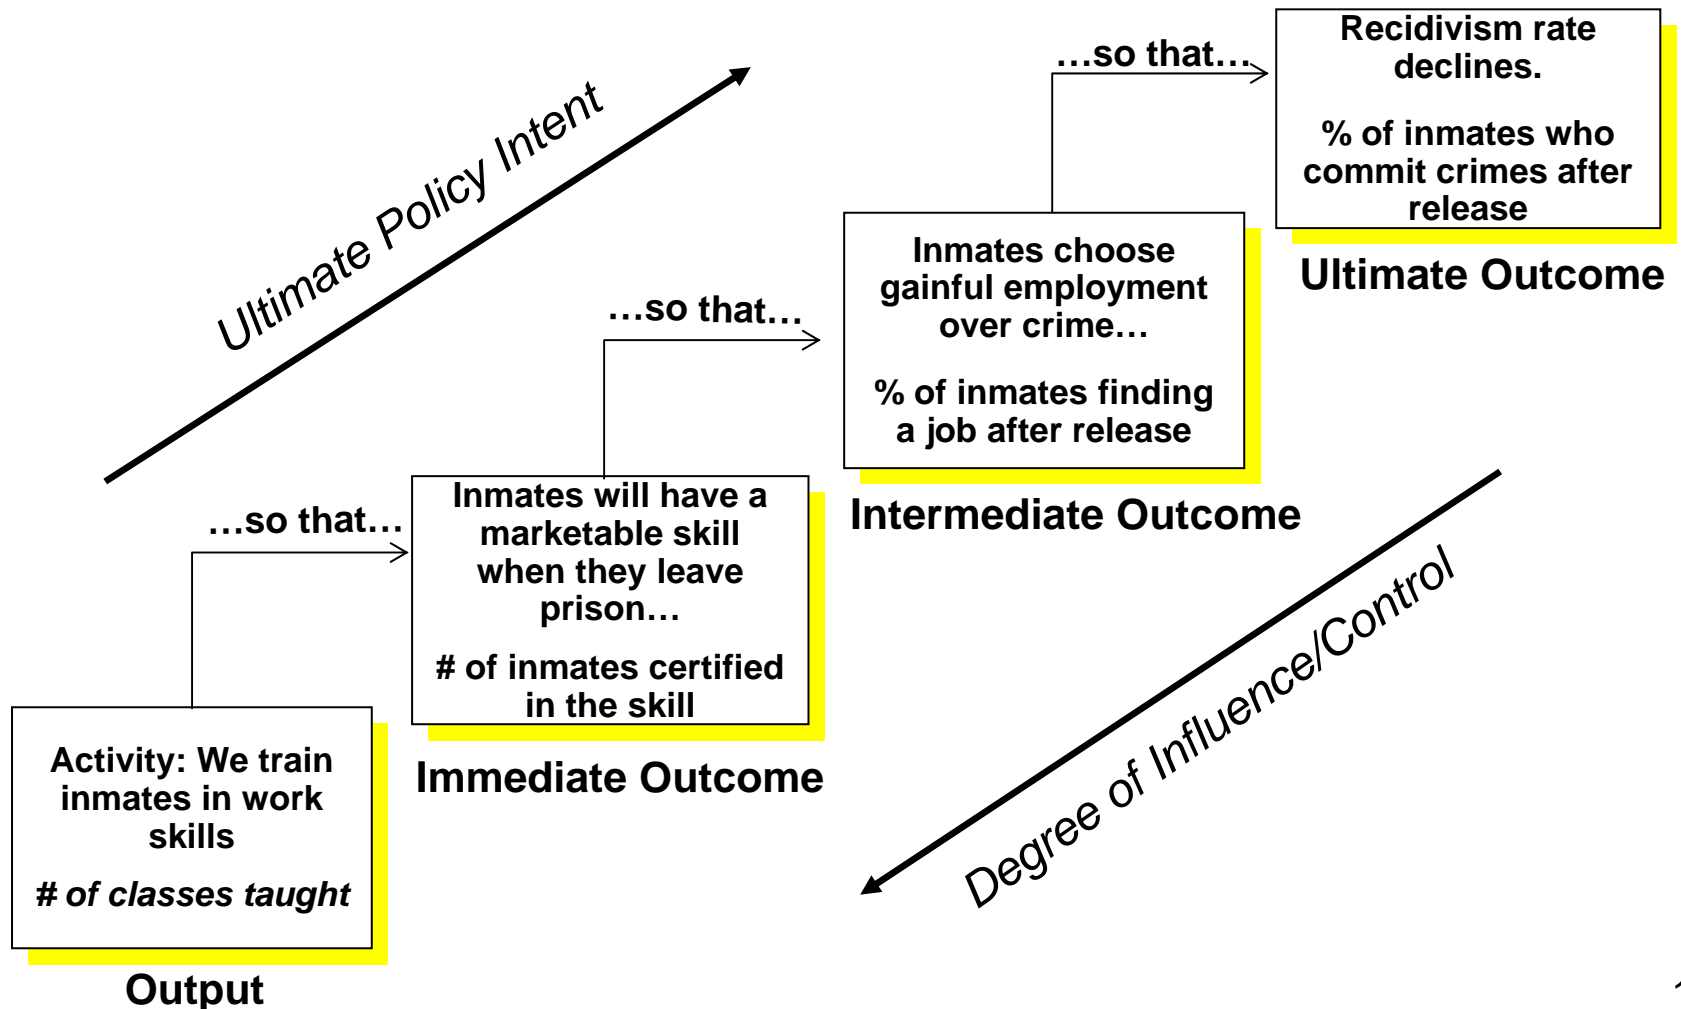 Ultimate Policy Intent
Activity: We train
inmates in work
skills
# of classes taught
Output
…so that…
Inmates will have a
marketable skill
when they leave
prison…
# of inmates certified
in the skill
Immediate Outcome
…so that…
Inmates choose
gainful employment
over crime…
% of inmates finding
a job after release
Intermediate Outcome
…so that…
Recidivism rate
declines.
% of inmates who
commit crimes after
release
Ultimate Outcome
Degree of Influence/Control